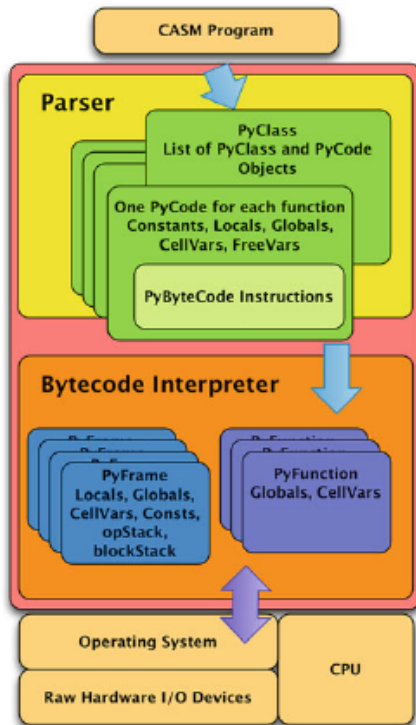 CASM Program
Parser
PyClass
List of PyClass and PyCode
Objects
One PyCode for each function
Constants, Locals, Globals,
CellVars, FreeVars
PyByteCode Instructions
Bytecode Interpreter
PyFrame
Locals, Globals,
CellVars, Consts,
opStack,
blockStack
PyFunction
Globals, CellVars
Operating System
CPU
Raw Hardware I/O Devices